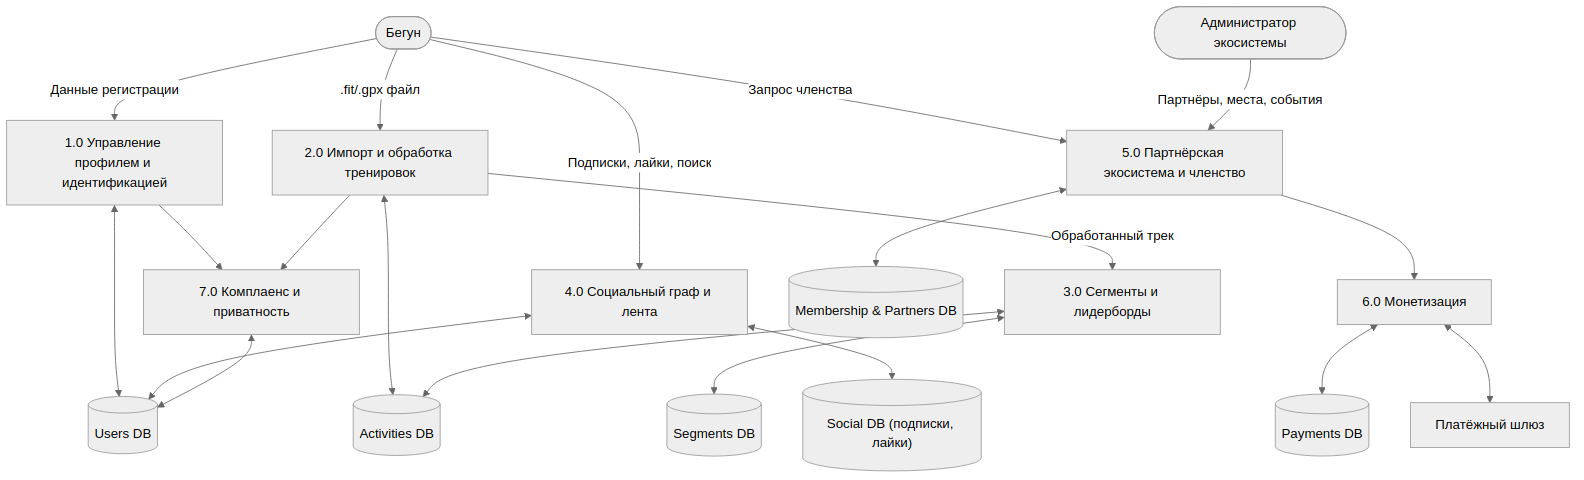 Бегун
Администратор
экосистемы
Данные регистрации
.fit/.gpx файл
Запрос членства
Партнёры, места, события
1.0 Управление
профилем и
идентификацией
2.0 Импорт и обработка
тренировок
Подписки, лайки, поиск
5.0 Партнёрская
экосистема и членство
Обработанный трек
7.0 Комплаенс и
приватность
4.0 Социальный граф и
лента
Membership & Partners DB
3.0 Сегменты и
лидерборды
6.0 Монетизация
Users DB
Activities DB
Segments DB
Social DB (подписки,
лайки)
Payments DB
Платёжный шлюз